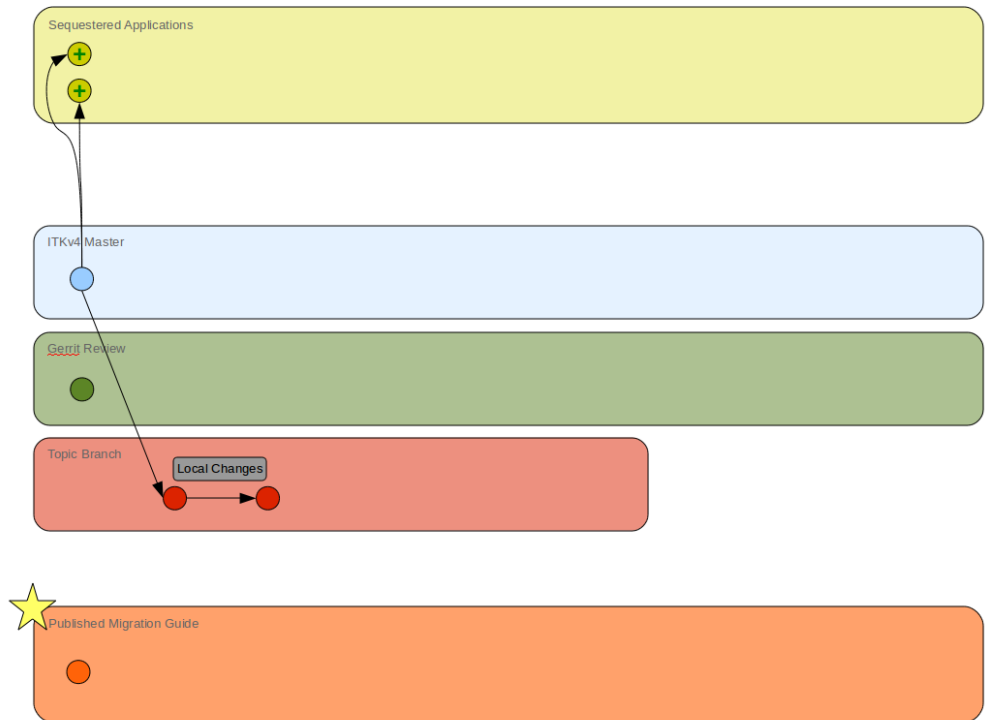 Sequestered Applications
+
+
ITKv4 Master
Gerrit Review
Topic Branch
Local Changes
Published Migration Guide